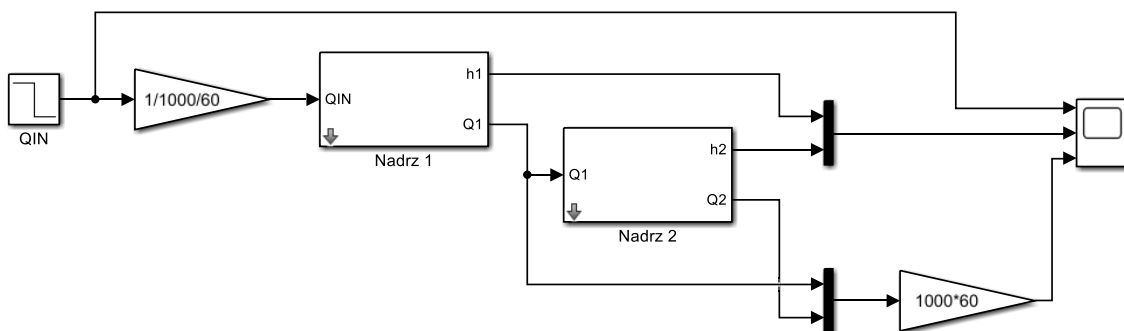 QIN
1/1000/60
QIN
h1
Q1
Nadrz 1
Q1
h2
Q2
Nadrz 2
1000*60